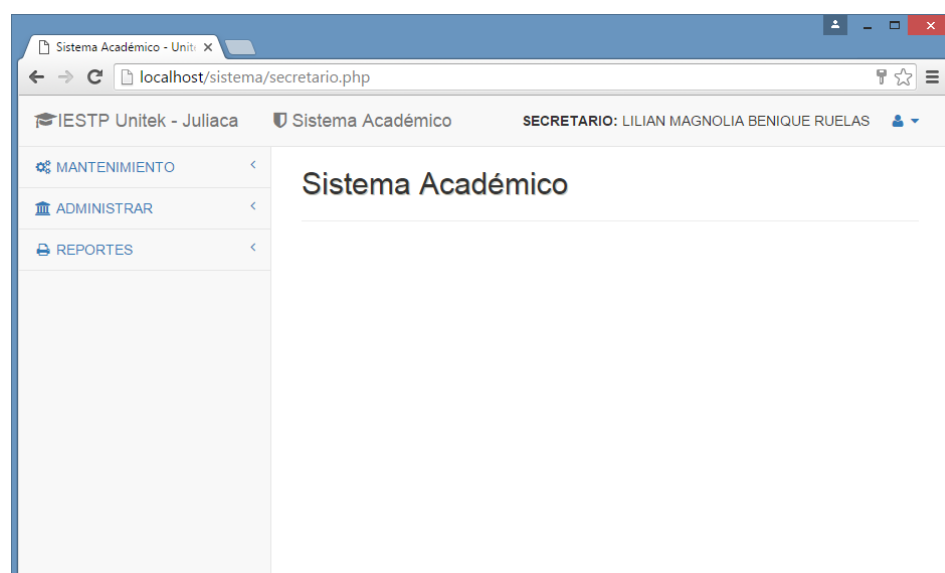 Sistema Académico - Unit
localhost/sistema/secretario.php
IESTP Unitek - Juliaca Sistema Académico SECRETARIO: LILIAN MAGNOLIA BENIQUE RUELAS
MANTENIMIENTO
Sistema Académico
ADMINISTRAR
REPORTES